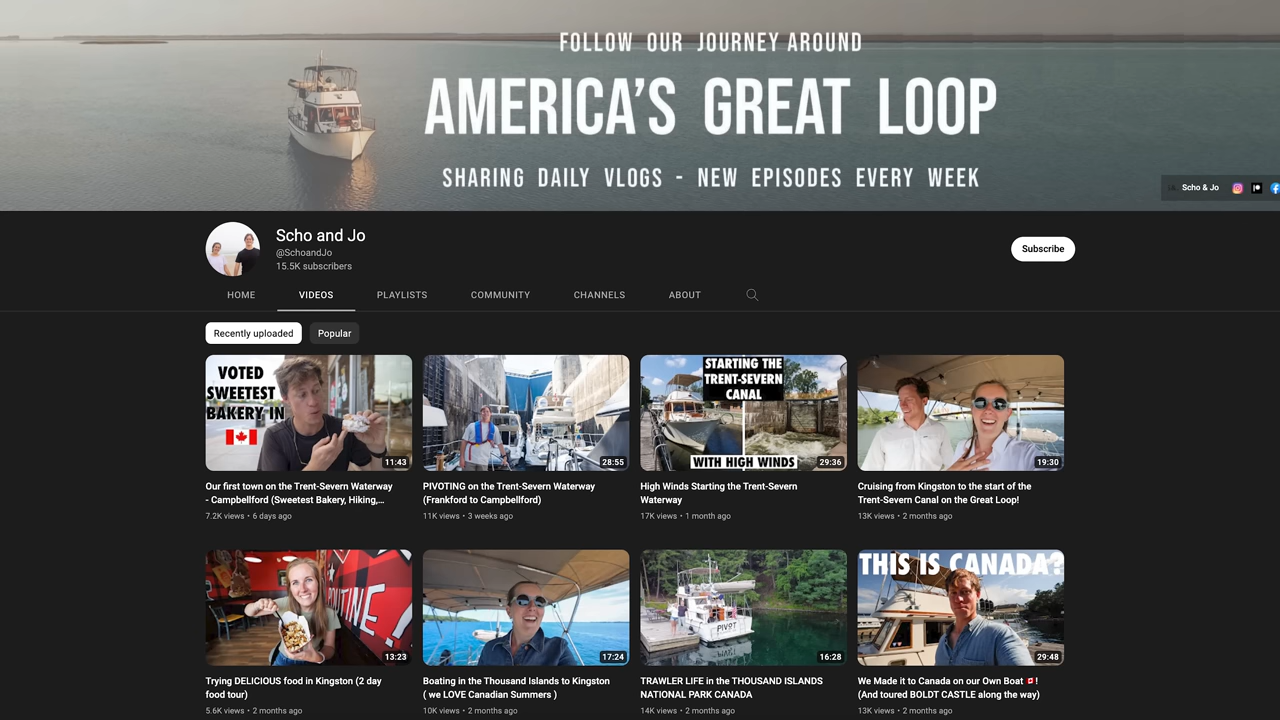 FOLLOW OUR JOURNEY AROUND
AMERICA'S GREAT LOOP
SHARING DAILY VLOGS - NEW EPISODES EVERY WEEK
Scho & Jo
Scho and Jo
@SchoandJo
15.5K subscribers
Subscribe
HOME VIDEOS PLAYLISTS COMMUNITY CHANNELS ABOUT
Recently uploaded Popular
VOTED
SWEETEST
BAKERY IN
11:43
28:55
STARTING THE
TRENT-SEVERN
CANAL
WITH HIGH WINDS
29:36
19:30
Our first town on the Trent-Severn Waterway
- Campbellford (Sweetest Bakery, Hiking,...
7.2K views • 6 days ago
PIVOTING on the Trent-Severn Waterway
(Frankford to Campbellford)
11K views • 3 weeks ago
High Winds Starting the Trent-Severn
Waterway
17K views • 1 month ago
Cruising from Kingston to the start of the
Trent-Severn Canal on the Great Loop!
13K views • 2 months ago
POUTINE!
13:23
17:24
PIVOT
16:28
THIS IS CANADA?
29:48
Trying DELICIOUS food in Kingston (2 day
food tour)
5.6K views • 2 months ago
Boating in the Thousand Islands to Kingston
( we LOVE Canadian Summers )
10K views • 2 months ago
TRAWLER LIFE in the THOUSAND ISLANDS
NATIONAL PARK CANADA
14K views • 2 months ago
We Made it to Canada on our Own Boat 🇨🇦!
(And toured BOLDT CASTLE along the way)
13K views • 2 months ago